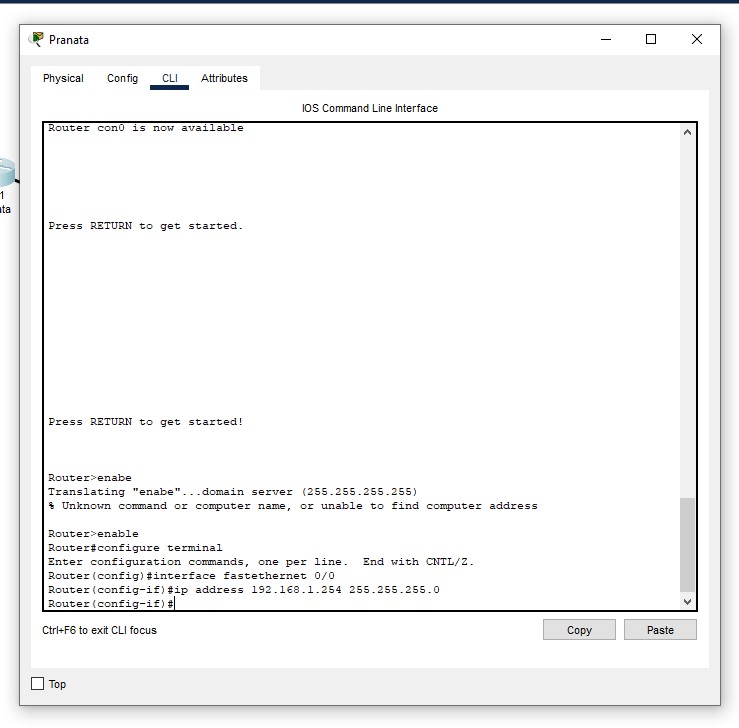 Pranata
Physical Config CLI Attributes
IOS Command Line Interface
Router con0 is now available
1
ata
Press RETURN to get started.
Press RETURN to get started!
Router>enabe
Translating "enabe"...domain server (255.255.255.255)
% Unknown command or computer name, or unable to find computer address
Router>enable
Router#configure terminal
Enter configuration commands, one per line.  End with CNTL/Z.
Router(config)#interface fastethernet 0/0
Router(config-if)#ip address 192.168.1.254 255.255.255.0
Router(config-if)#
Ctrl+F6 to exit CLI focus
Copy Paste
Top